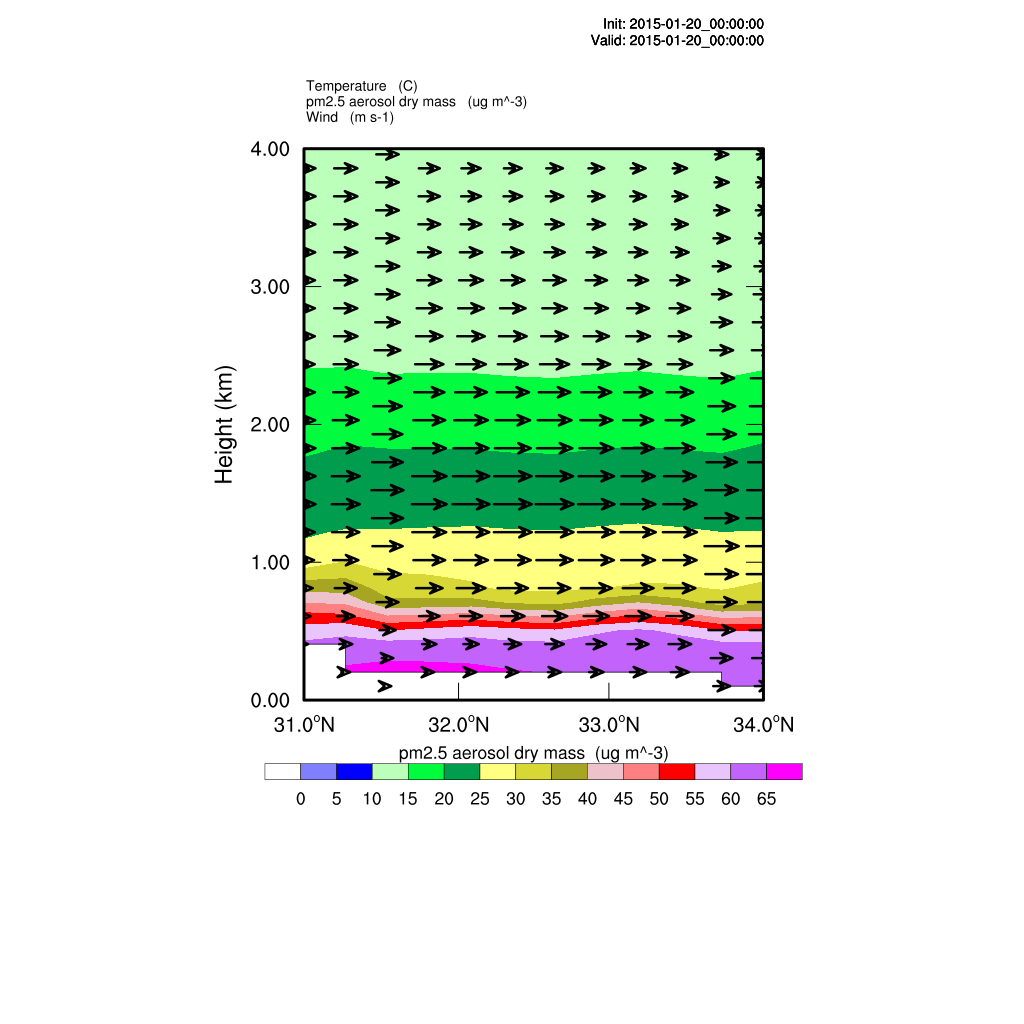 Init: 2015-01-20_00:00:00
Valid: 2015-01-20_00:00:00
Temperature (C)
pm2.5 aerosol dry mass (ug m^-3)
Wind (m s-1)
4.00
3.00
2.00
1.00
0.00
Height (km)
31.0°N 32.0°N 33.0°N 34.0°N
pm2.5 aerosol dry mass (ug m^-3)
0 5 10 15 20 25 30 35 40 45 50 55 60 65